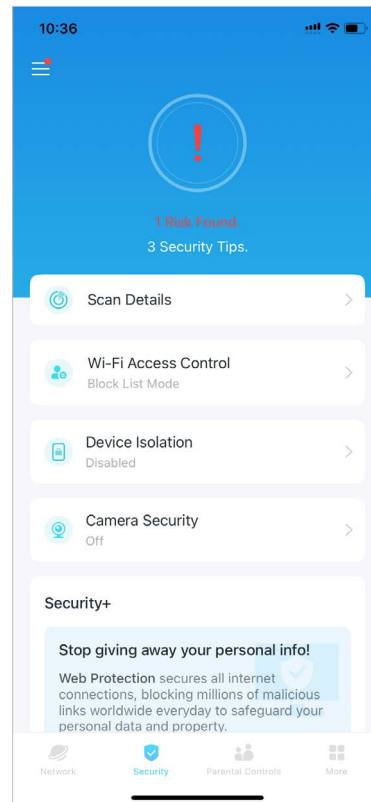 10:36
1 Risk Found.
3 Security Tips.
Scan Details
Wi-Fi Access Control
Block List Mode
Device Isolation
Disabled
Camera Security
Off
Security+
Stop giving away your personal info!
Web Protection secures all internet
connections, blocking millions of malicious
links worldwide everyday to safeguard your
personal data and property.
Network Security Parental Controls More